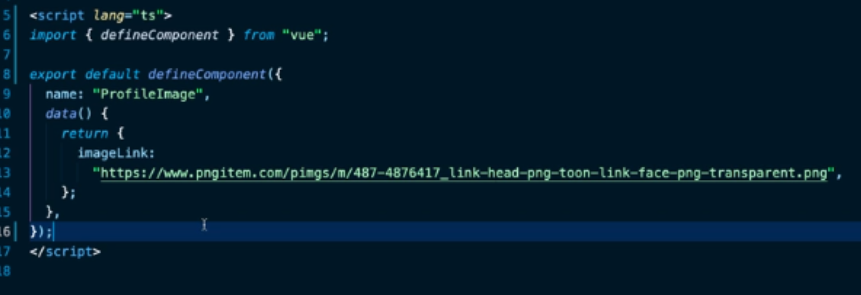 5 <script lang="ts">
6 import { defineComponent } from "vue";
7
8 export default defineComponent({
9 name: "ProfileImage",
10 data() {
11 return {
12 imageLink:
13 "https://www.pngitem.com/pimgs/m/487-4876417_link-head-png-toon-link-face-png-transparent.png",
14 };
15 },
16 });
17 </script>
18